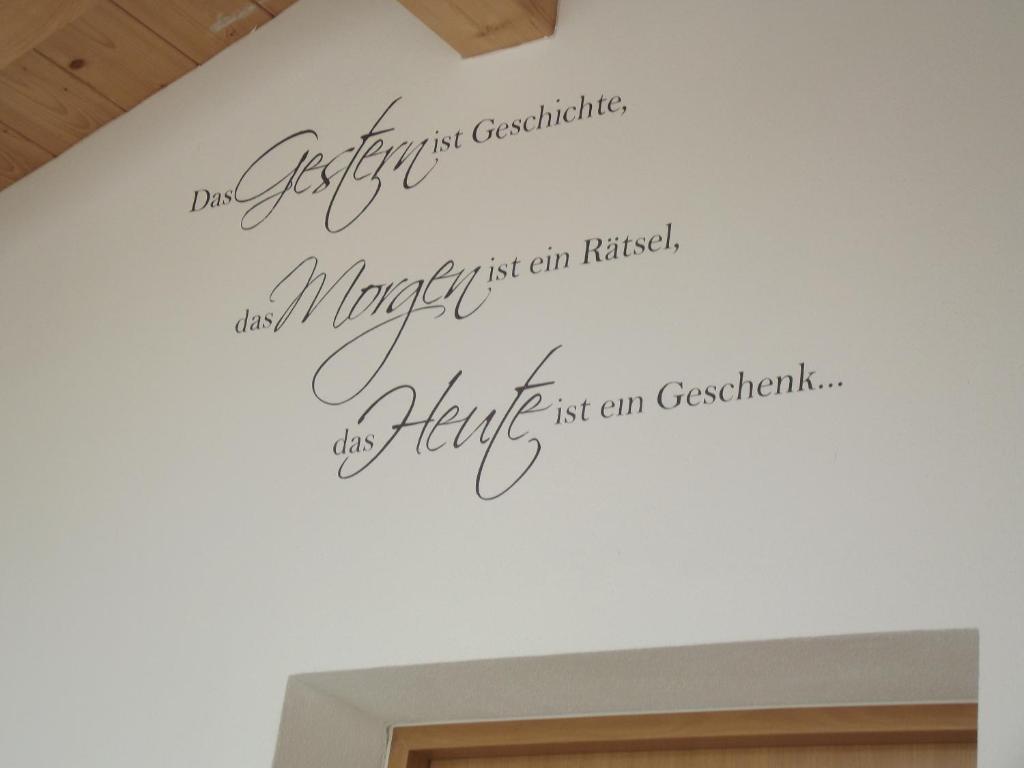 Das Gestern ist Geschichte,
das Morgen ist ein Rätsel,
das Heute ist ein Geschenk...